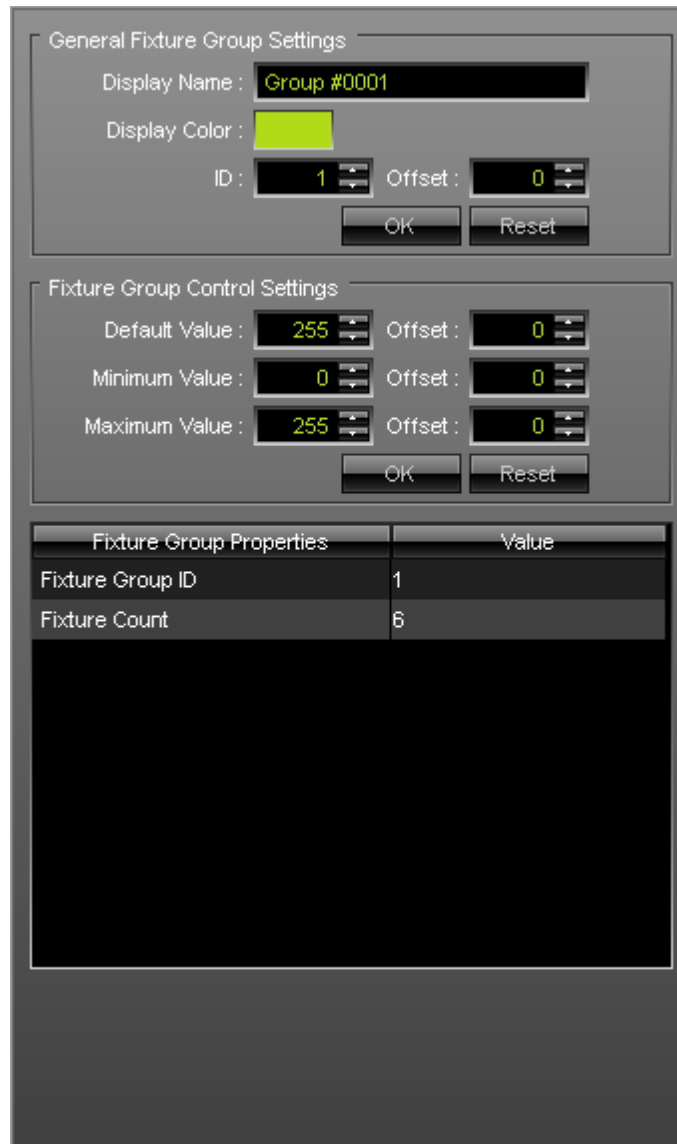 General Fixture Group Settings
Display Name : Group #0001
Display Color :
ID : 1 Offset : 0
OK Reset
Fixture Group Control Settings
Default Value : 255 Offset : 0
Minimum Value : 0 Offset : 0
Maximum Value : 255 Offset : 0
OK Reset
Fixture Group Properties Value
Fixture Group ID 1
Fixture Count 6